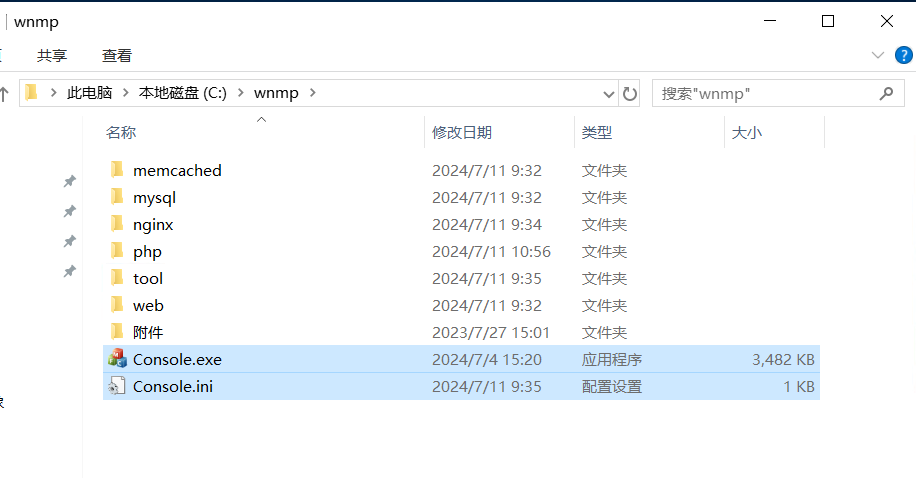 wnmp
共享 查看
此电脑 本地磁盘 (C:) wnmp 搜索"wnmp"
名称 修改日期 类型 大小
memcached 2024/7/11 9:32 文件夹
mysql 2024/7/11 9:32 文件夹
nginx 2024/7/11 9:34 文件夹
php 2024/7/11 10:56 文件夹
tool 2024/7/11 9:35 文件夹
web 2024/7/11 9:32 文件夹
附件 2023/7/27 15:01 文件夹
Console.exe 2024/7/4 15:20 应用程序 3,482 KB
Console.ini 2024/7/11 9:35 配置设置 1 KB